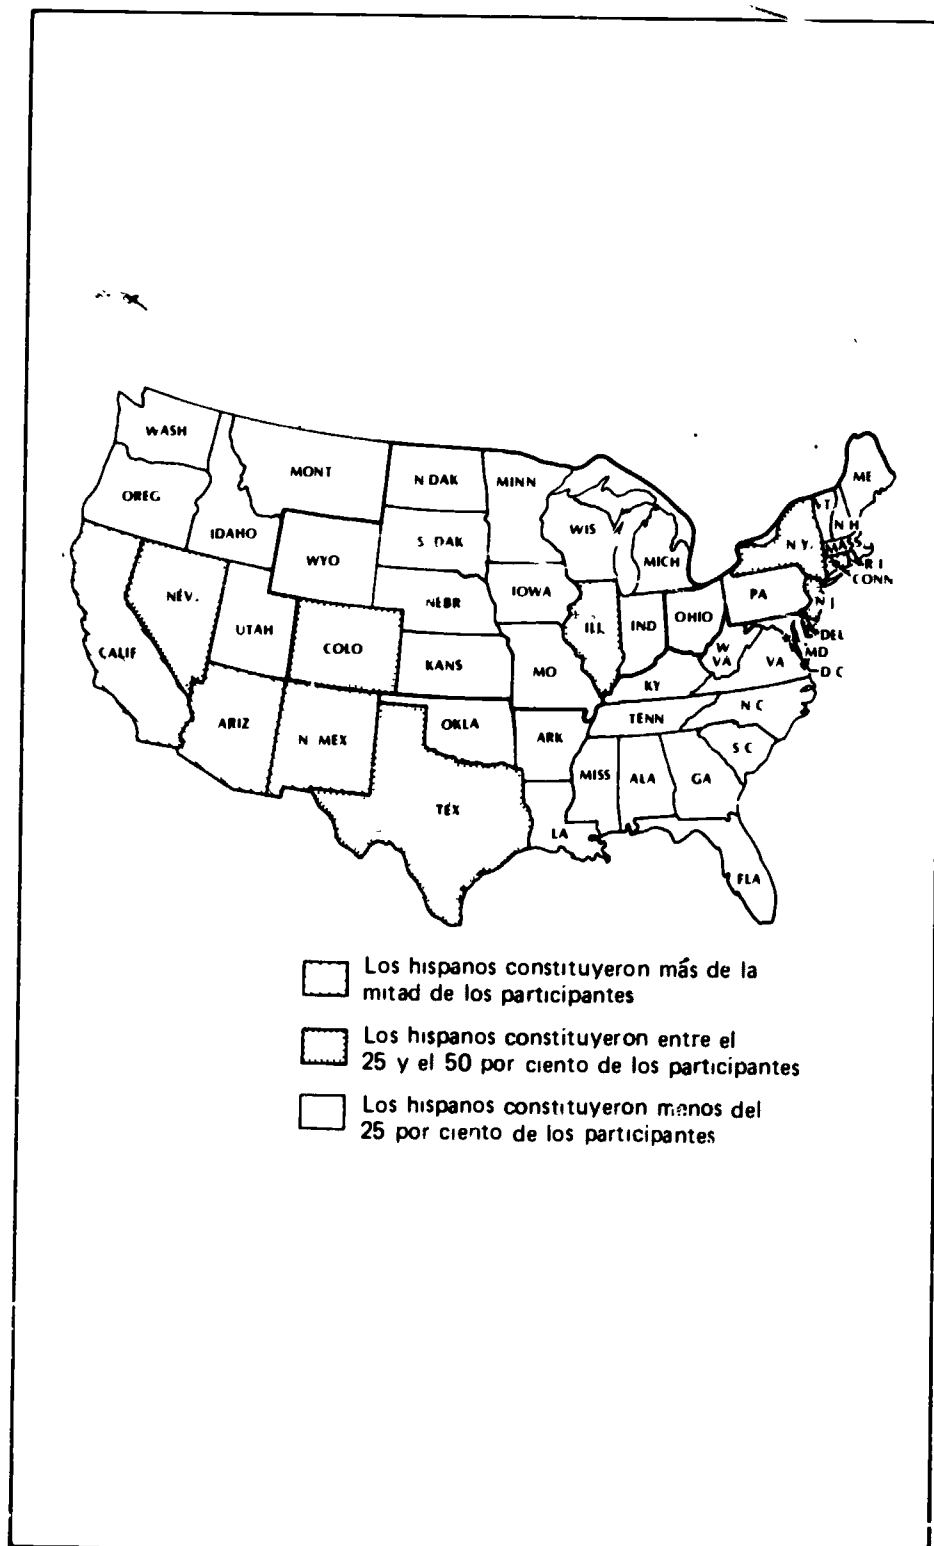 WASH
OREG
CALIF
NEV.
IDAHO
MONT
WYO
UTAH
COLO
ARIZ
N MEX
N DAK
S DAK
NEBR
KANS
OKLA
TEX
MINN
IOWA
MO
ARK
LA
WIS
ILL
MICH
IND
OHIO
KY
TENN
MISS
ALA
GA
FLA
S C
N C
VA
W
VA
PA
N Y.
ME
T
N H
MASS
R I
CONN
N J
DEL
MD
D C
Los hispanos constituyeron más de la
mitad de los participantes
Los hispanos constituyeron entre el
25 y el 50 por ciento de los participantes
Los hispanos constituyeron menos del
25 por ciento de los participantes